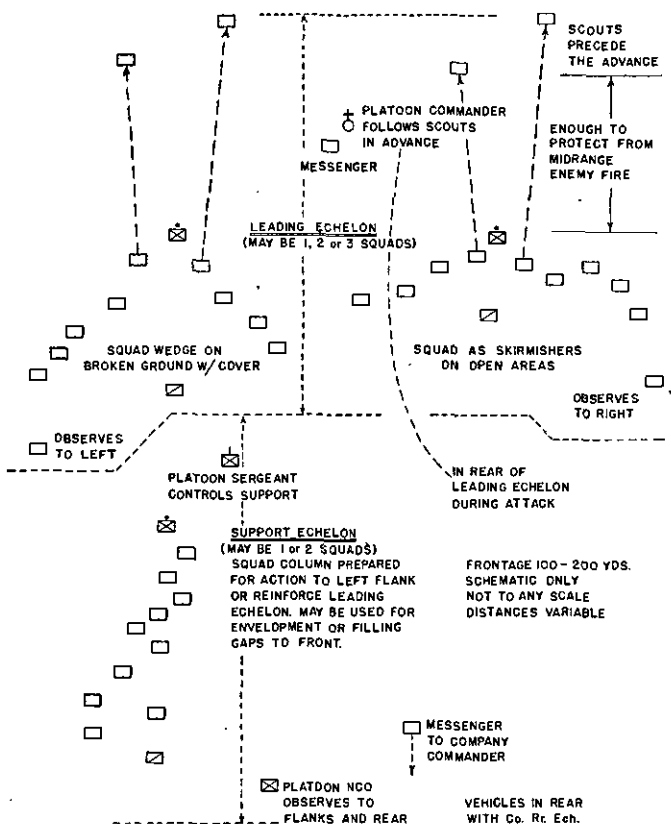 SCOUTS
PRECEDE
THE ADVANCE
PLATOON COMMANDER
FOLLOWS SCOUTS
IN ADVANCE
MESSENGER
ENOUGH TO
PROTECT FROM
MIDRANGE
ENEMY FIRE
LEADING ECHELON
(MAY BE 1, 2 or 3 SQUADS)
SQUAD WEDGE ON
BROKEN GROUND W/COVER
SQUAD AS SKIRMISHERS
ON OPEN AREAS
OBSERVES
TO RIGHT
OBSERVES
TO LEFT
PLATOON SERGEANT
CONTROLS SUPPORT
IN REAR OF
LEADING ECHELON
DURING ATTACK
SUPPORT ECHELON
(MAY BE 1 or 2 SQUADS)
SQUAD COLUMN PREPARED
FOR ACTION TO LEFT FLANK
OR REINFORCE LEADING
ECHELON. MAY BE USED FOR
ENVELOPMENT OR FILLING
GAPS TO FRONT.
FRONTAGE 100-200 YDS.
SCHEMATIC ONLY
NOT TO ANY SCALE
DISTANCES VARIABLE
MESSENGER
TO COMPANY
COMMANDER
PLATOON NCO
OBSERVES TO
FLANKS AND REAR
VEHICLES IN REAR
WITH Co. Rr. Ech.